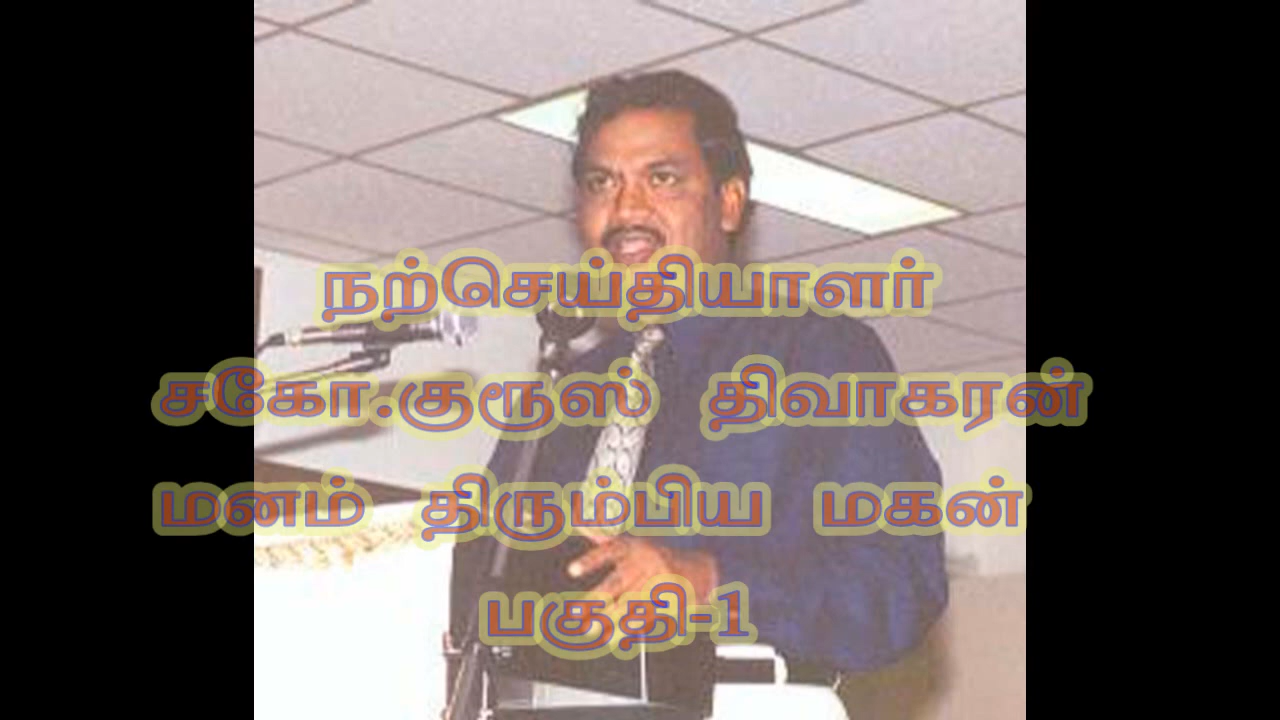 நற்செய்தியாளர்
சகோ.குரூஸ் திவாகரன்
மனம் திரும்பிய மகன்
பகுதி-1